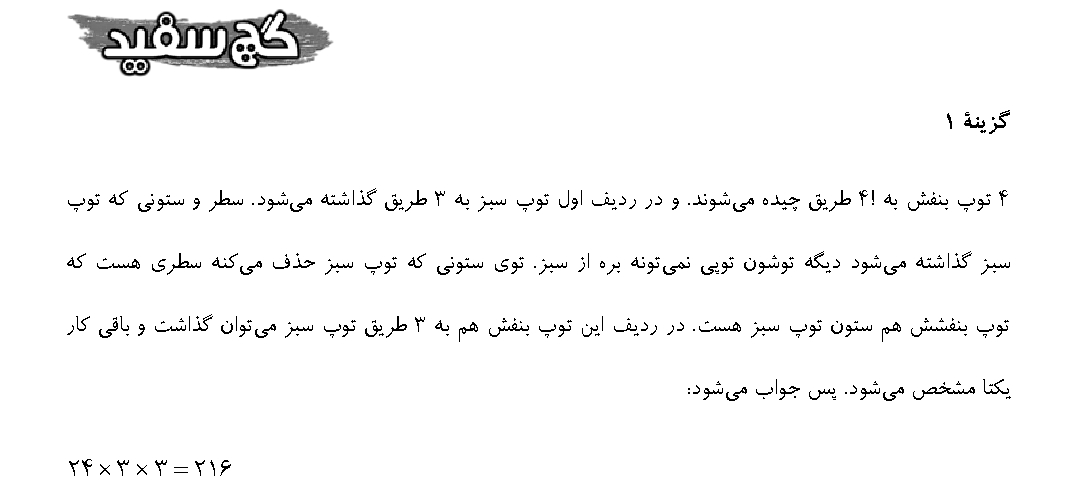 گچ سفید
گزینهٔ ۱
۴ توپ بنفش به !۴ طریق چیده می‌شوند. و در ردیف اول توپ سبز به ۳ طریق گذاشته می‌شود. سطر و ستونی که توپ
سبز گذاشته می‌شود دیگه توشون توپی نمی‌تونه بره از سبز. توی ستونی که توپ سبز حذف می‌کنه سطری هست که
توپ بنفشش هم ستون توپ سبز هست. در ردیف این توپ بنفش هم به ۳ طریق توپ سبز می‌توان گذاشت و باقی کار
یکتا مشخص می‌شود. پس جواب می‌شود:
۲۴ × ۳ × ۳ = ۲۱۶